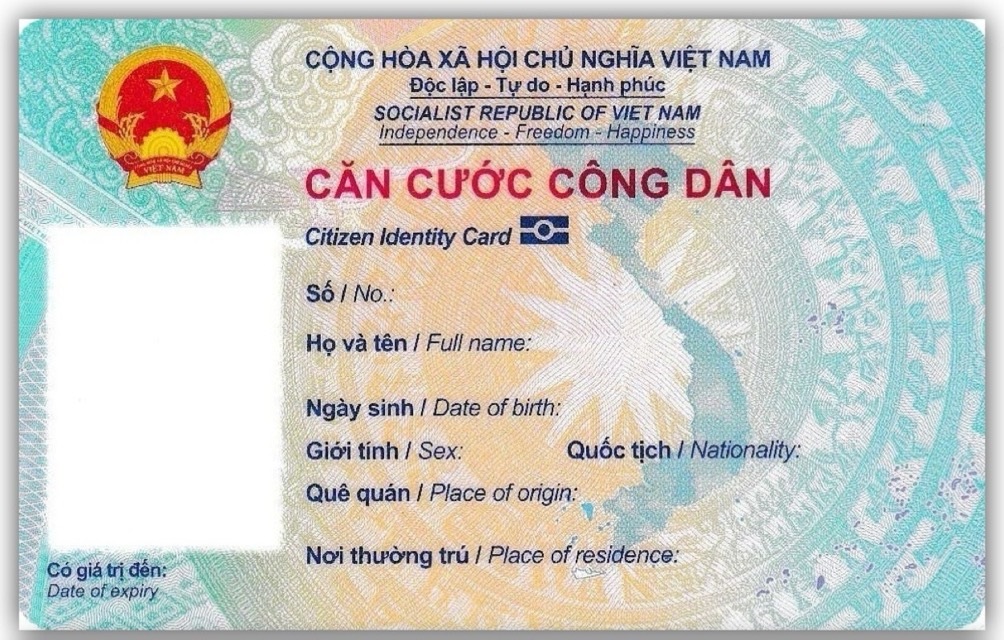 CỘNG HÒA XÃ HỘI CHỦ NGHĨA VIỆT NAM
Độc lập - Tự do - Hạnh phúc
SOCIALIST REPUBLIC OF VIET NAM
Independence - Freedom - Happiness
CĂN CƯỚC CÔNG DÂN
Citizen Identity Card
Số / No.:
Họ và tên / Full name:
Ngày sinh / Date of birth:
Giới tính / Sex: Quốc tịch / Nationality:
Quê quán / Place of origin:
Nơi thường trú / Place of residence:
Có giá trị đến:
Date of expiry
VIỆT NAM